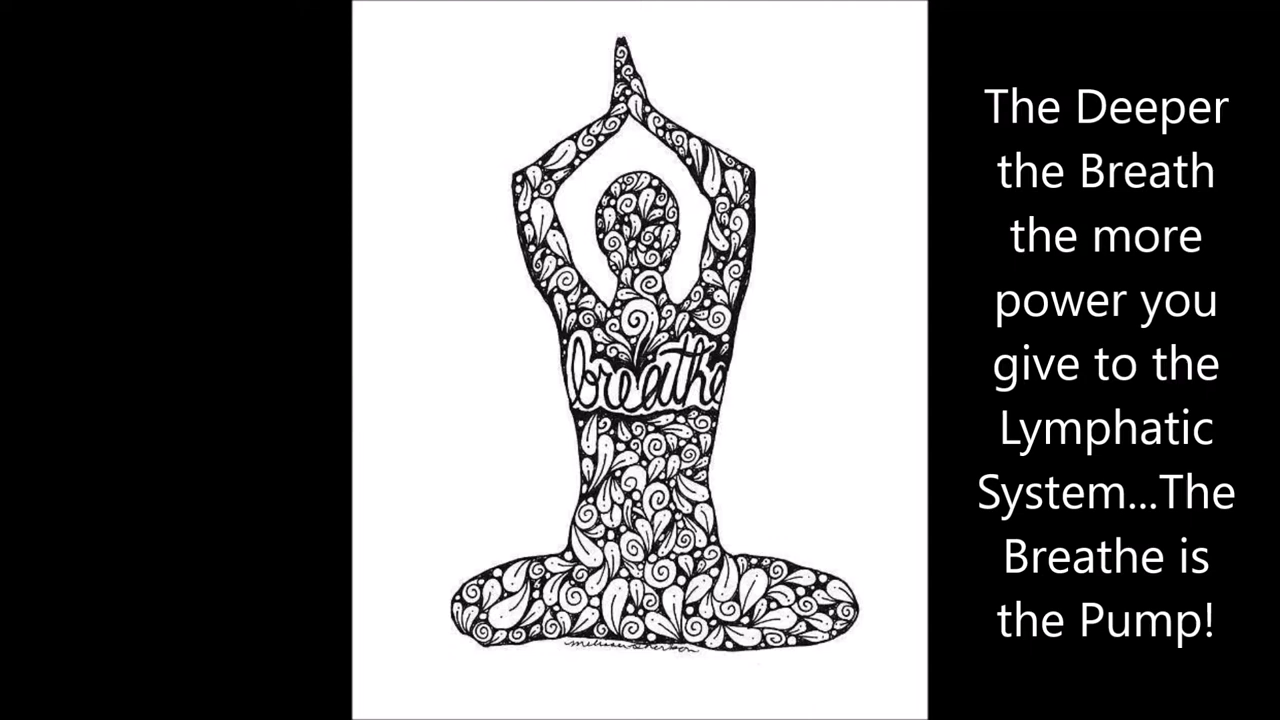 breathe
The Deeper
the Breath
the more
power you
give to the
Lymphatic
System...The
Breathe is
the Pump!